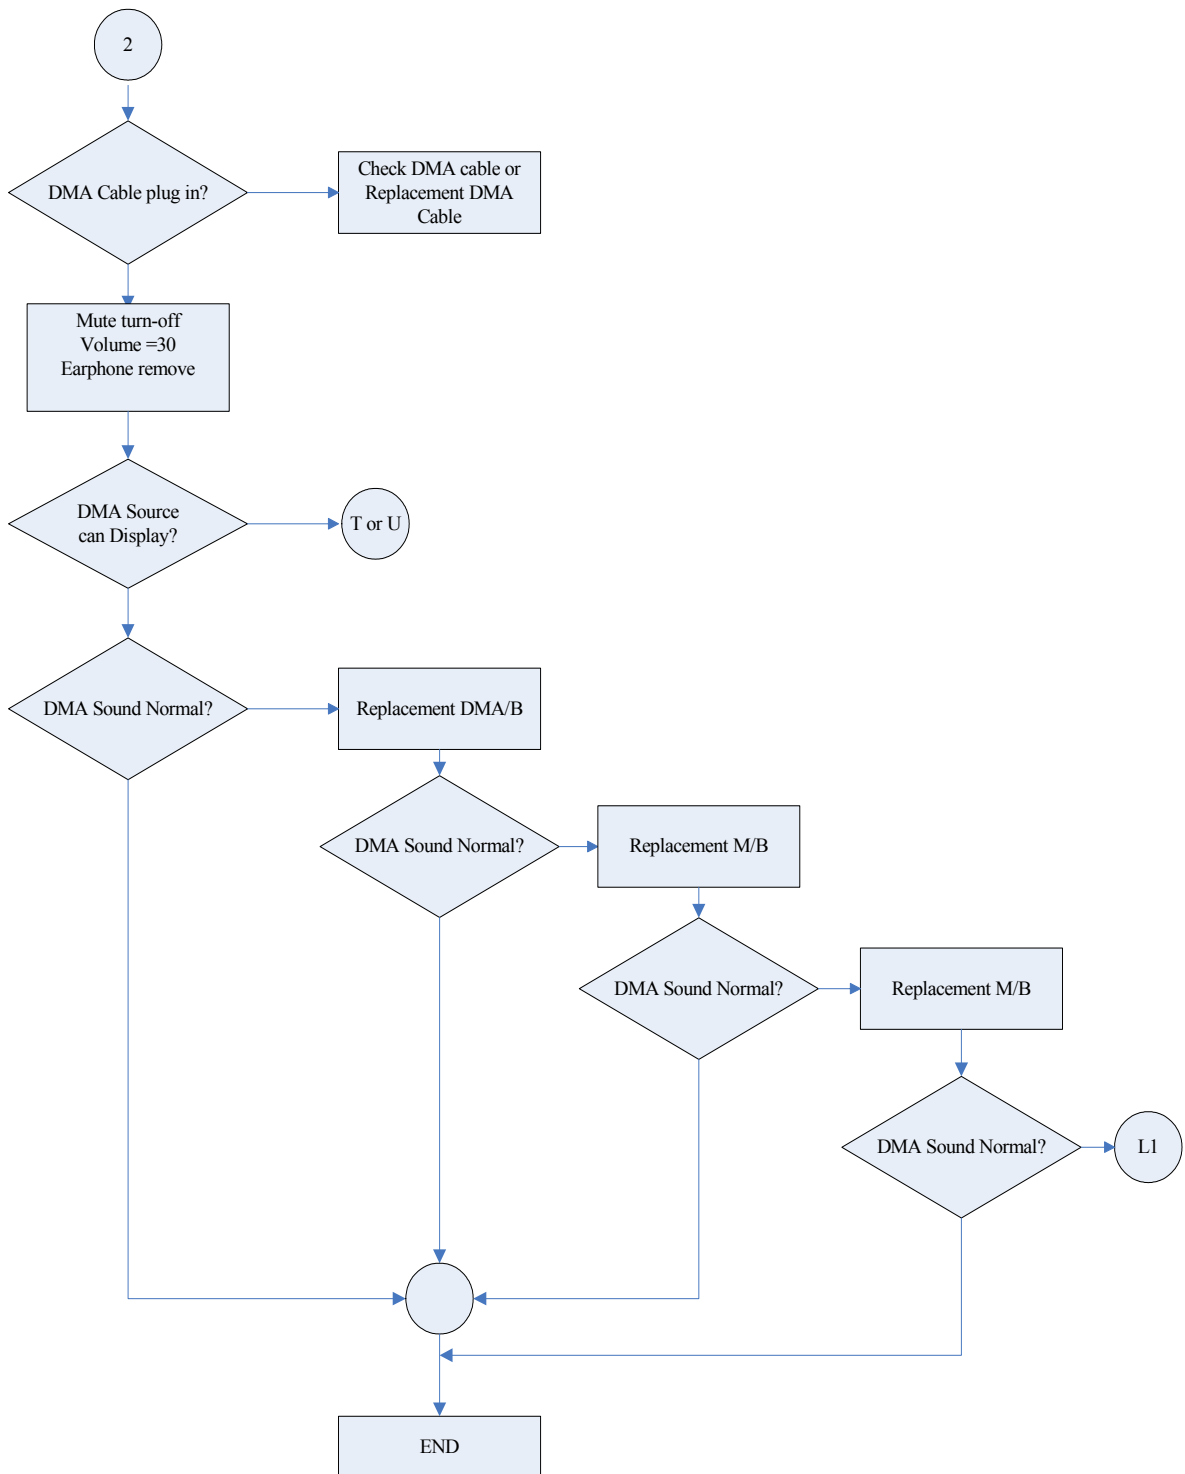 2
DMA Cable plug in?
Check DMA cable or
Replacement DMA
Cable
Mute turn-off
Volume =30
Earphone remove
DMA Source
can Display?
T or U
DMA Sound Normal?
Replacement DMA/B
DMA Sound Normal?
Replacement M/B
DMA Sound Normal?
Replacement M/B
DMA Sound Normal?
L1
END